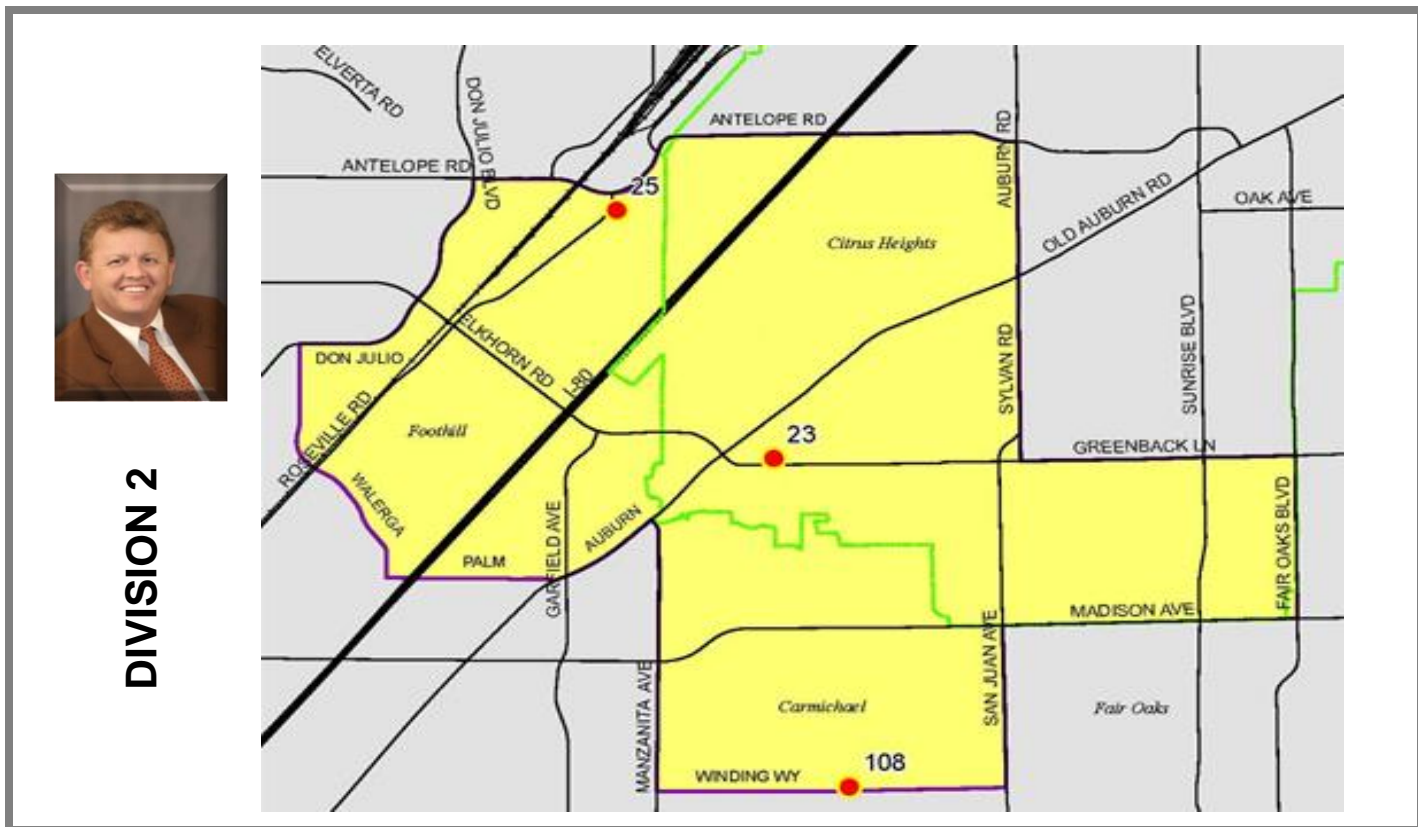 ELVERTA RD
DON JULIO BLVD
ANTELOPE RD
ANTELOPE RD
AUBURN RD
25
OLD AUBURN RD
OAK AVE
Citrus Heights
SUNRISE BLVD
ELKHORN RD
DON JULIO
I-80
SYLVAN RD
ROSEVILLE RD
Foothill
23
GREENBACK LN
WALERGA
GARFIELD AVE
AUBURN
PALM
FAIR OAKS BLVD
MADISON AVE
DIVISION 2
MANZANITA AVE
SAN JUAN AVE
Carmichael
Fair Oaks
108
WINDING WY